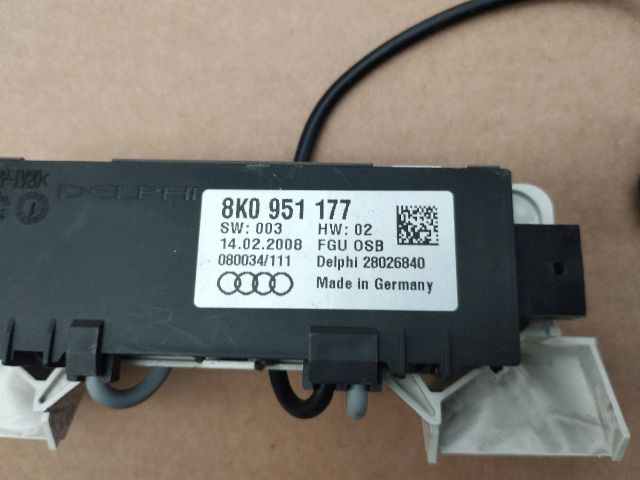 DELPHI
8K0 951 177
SW: 003 HW: 02
14.02.2008 FGU OSB
080034/111 Delphi 28026840
Made in Germany